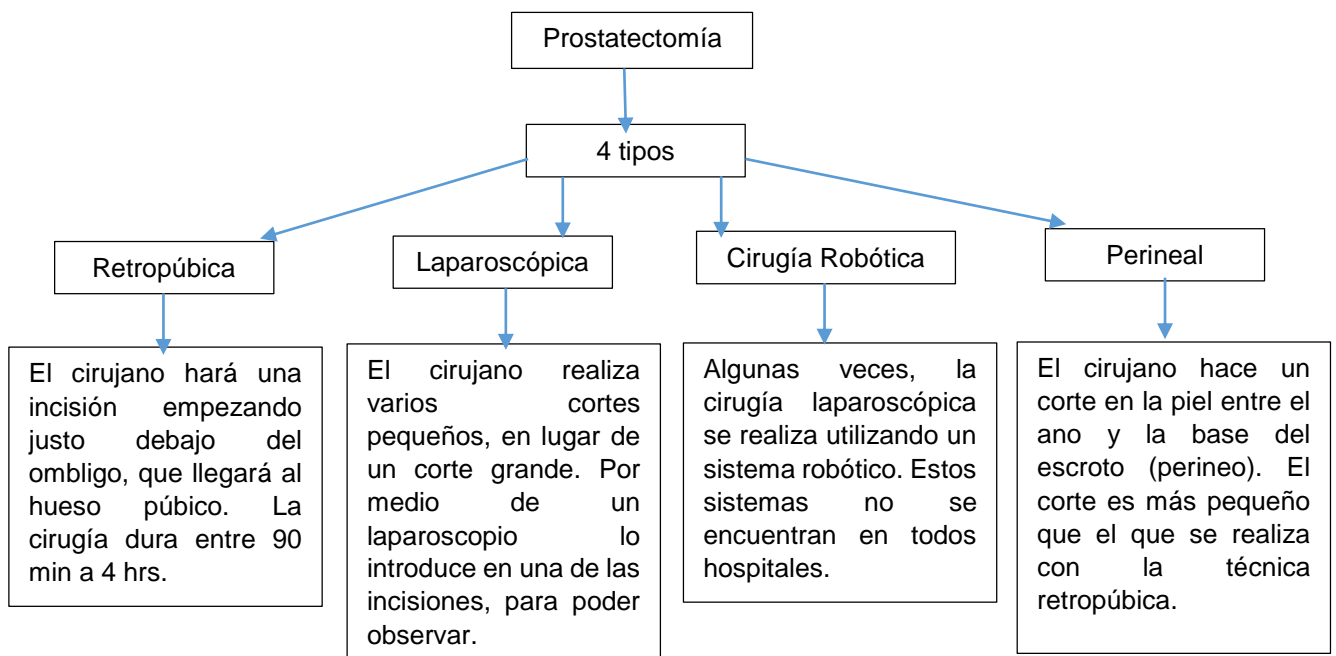 Prostatectomía
4 tipos
Retropúbica
Laparoscópica
Cirugía Robótica
Perineal
El cirujano hará una
incisión empezando
justo debajo del
ombligo, que llegará al
hueso púbico. La
cirugía dura entre 90
min a 4 hrs.
El cirujano realiza
varios cortes
pequeños, en lugar de
un corte grande. Por
medio de un
laparoscopio lo
introduce en una de las
incisiones, para poder
observar.
Algunas veces, la
cirugía laparoscópica
se realiza utilizando un
sistema robótico. Estos
sistemas no se
encuentran en todos
hospitales.
El cirujano hace un
corte en la piel entre el
ano y la base del
escroto (perineo). El
corte es más pequeño
que el que se realiza
con la técnica
retropúbica.